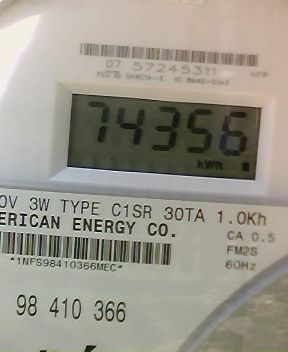 07 57245311
74356
kWh
0V 3W TYPE C1SR 30TA 1.0Kh
ERICAN ENERGY CO.
CA 0.5
FM2S
60Hz
*1NFS98410366MEC*
98 410 366